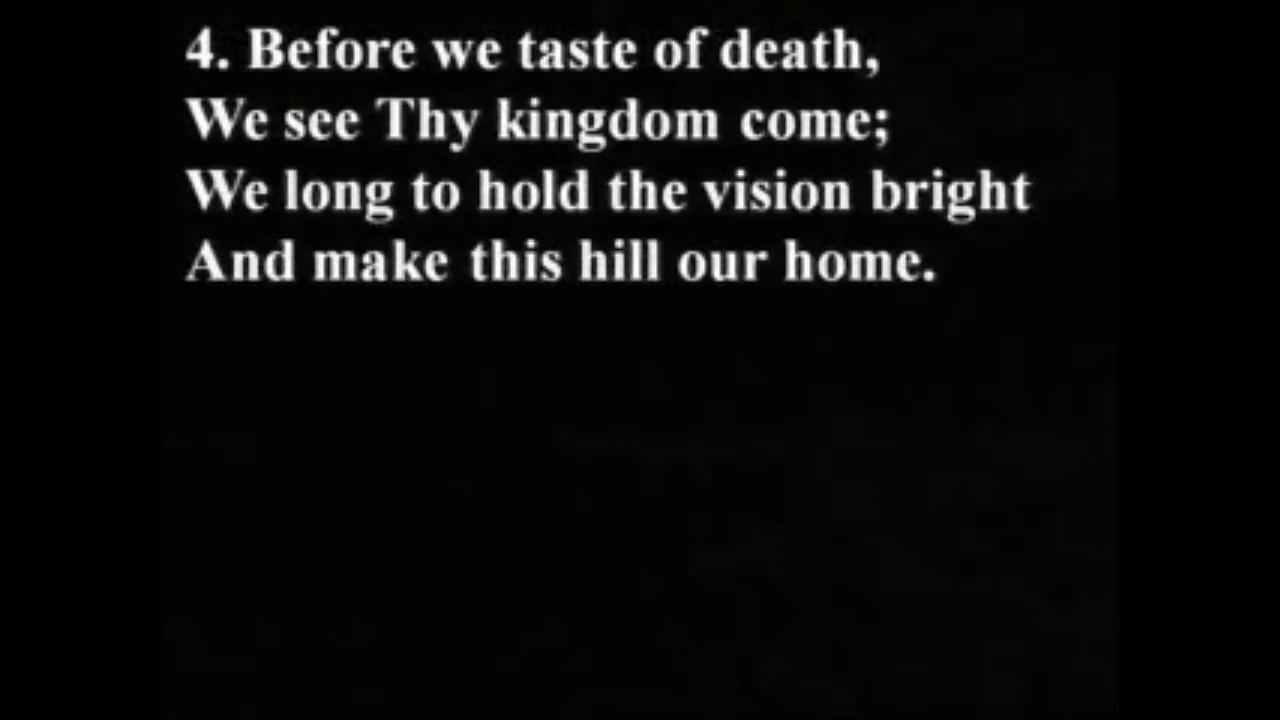 4. Before we taste of death,
We see Thy kingdom come;
We long to hold the vision bright
And make this hill our home.